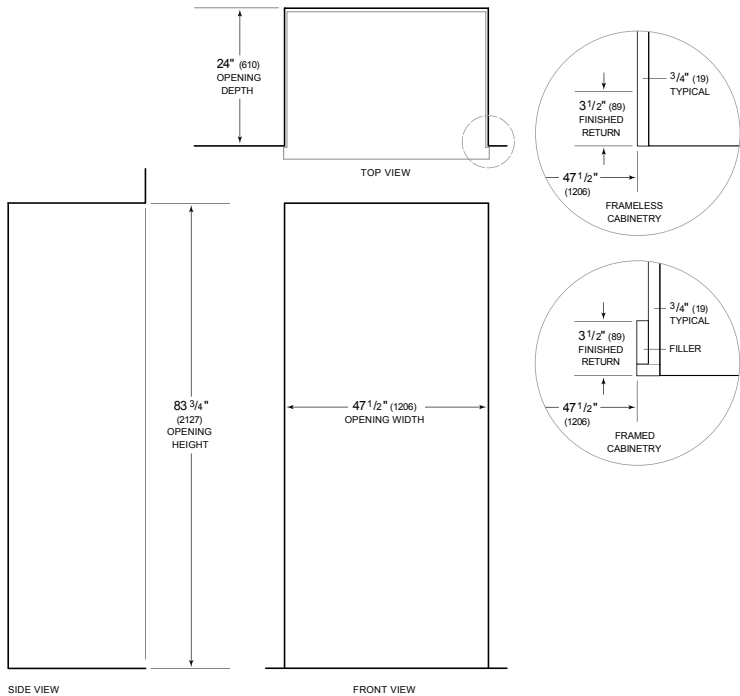 24" (610)
OPENING
DEPTH
TOP VIEW
3/4" (19)
TYPICAL
3 1/2" (89)
FINISHED
RETURN
47 1/2"
(1206)
FRAMELESS
CABINETRY
3/4" (19)
TYPICAL
3 1/2" (89)
FINISHED
RETURN
FILLER
47 1/2"
(1206)
FRAMED
CABINETRY
83 3/4"
(2127)
OPENING
HEIGHT
47 1/2" (1206)
OPENING WIDTH
SIDE VIEW
FRONT VIEW